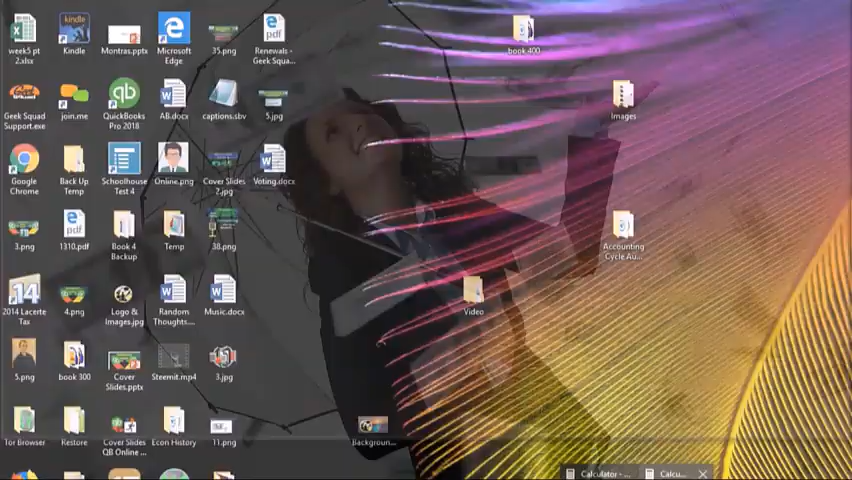 week5 pt
2.xlsx
Kindle
Montras.pptx
Microsoft
Edge
35.png
Renewals -
Geek Squa...
book 400
Geek Squad
Support.exe
join.me
QuickBooks
Pro 2018
AB.docx
captions.sbv
5.jpg
Images
Google
Chrome
Back Up
Temp
Schoolhouse
Test 4
Online.png
Cover Slides
2.jpg
Voting.docx
3.png
1310.pdf
Book 4
Backup
Temp
38.png
Accounting
Cycle Au...
2014 Lacerte
Tax
4.png
Logo &
Images.jpg
Random
Thoughts....
Music.docx
Video
5.png
book 300
Cover
Slides.pptx
Steemit.mp4
3.jpg
Tor Browser
Restore
Cover Slides
QB Online ...
Econ History
11.png
Backgroun...
Calculator - ...
Calcu...